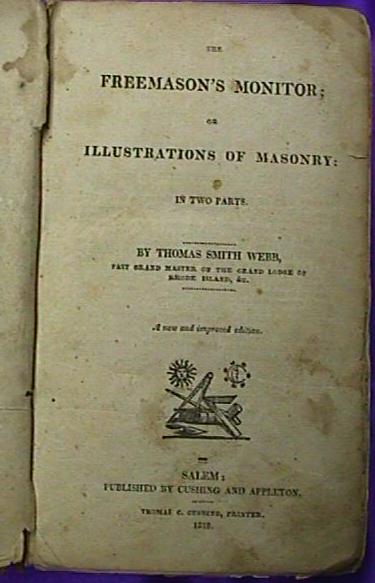 THE
FREEMASON'S MONITOR;
OR
ILLUSTRATIONS OF MASONRY:
IN TWO PARTS.
BY THOMAS SMITH WEBB,
PAST GRAND MASTER OF THE GRAND LODGE OF
RHODE ISLAND, &c.
A new and improved edition.
SALEM:
PUBLISHED BY CUSHING AND APPLETON.
THOMAS C. CUSHING, PRINTER.